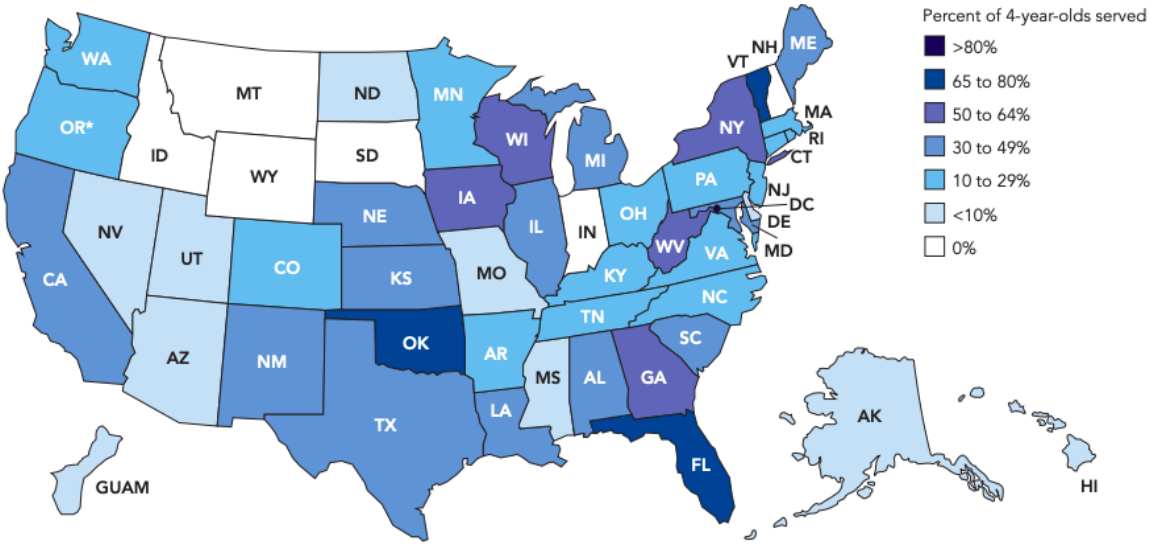 Percent of 4-year-olds served
>80%
65 to 80%
50 to 64%
30 to 49%
10 to 29%
<10%
0%
WA
MT
ND
MN
VT
NH
ME
OR*
ID
WY
SD
WI
MI
NY
MA
RI
CT
NV
UT
CO
NE
IA
IL
IN
OH
PA
NJ
DC
DE
MD
CA
KS
MO
KY
WV
VA
AZ
NM
OK
AR
TN
NC
TX
LA
MS
AL
GA
SC
FL
GUAM
AK
HI